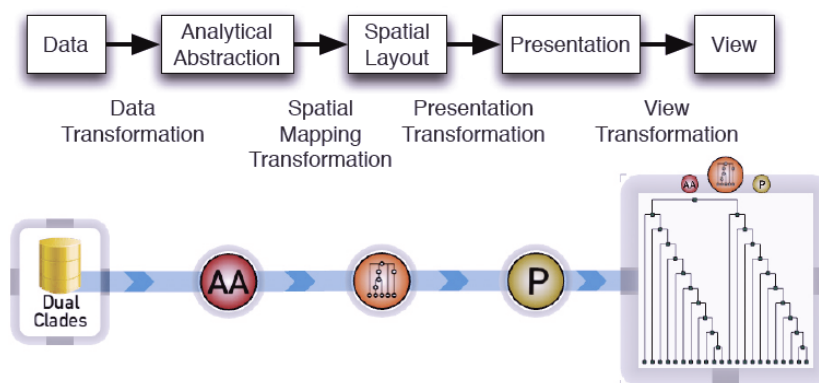 Data
Analytical
Abstraction
Spatial
Layout
Presentation
View
Data
Transformation
Spatial
Mapping
Transformation
Presentation
Transformation
View
Transformation
AA
P
Dual
Clades
AA
P